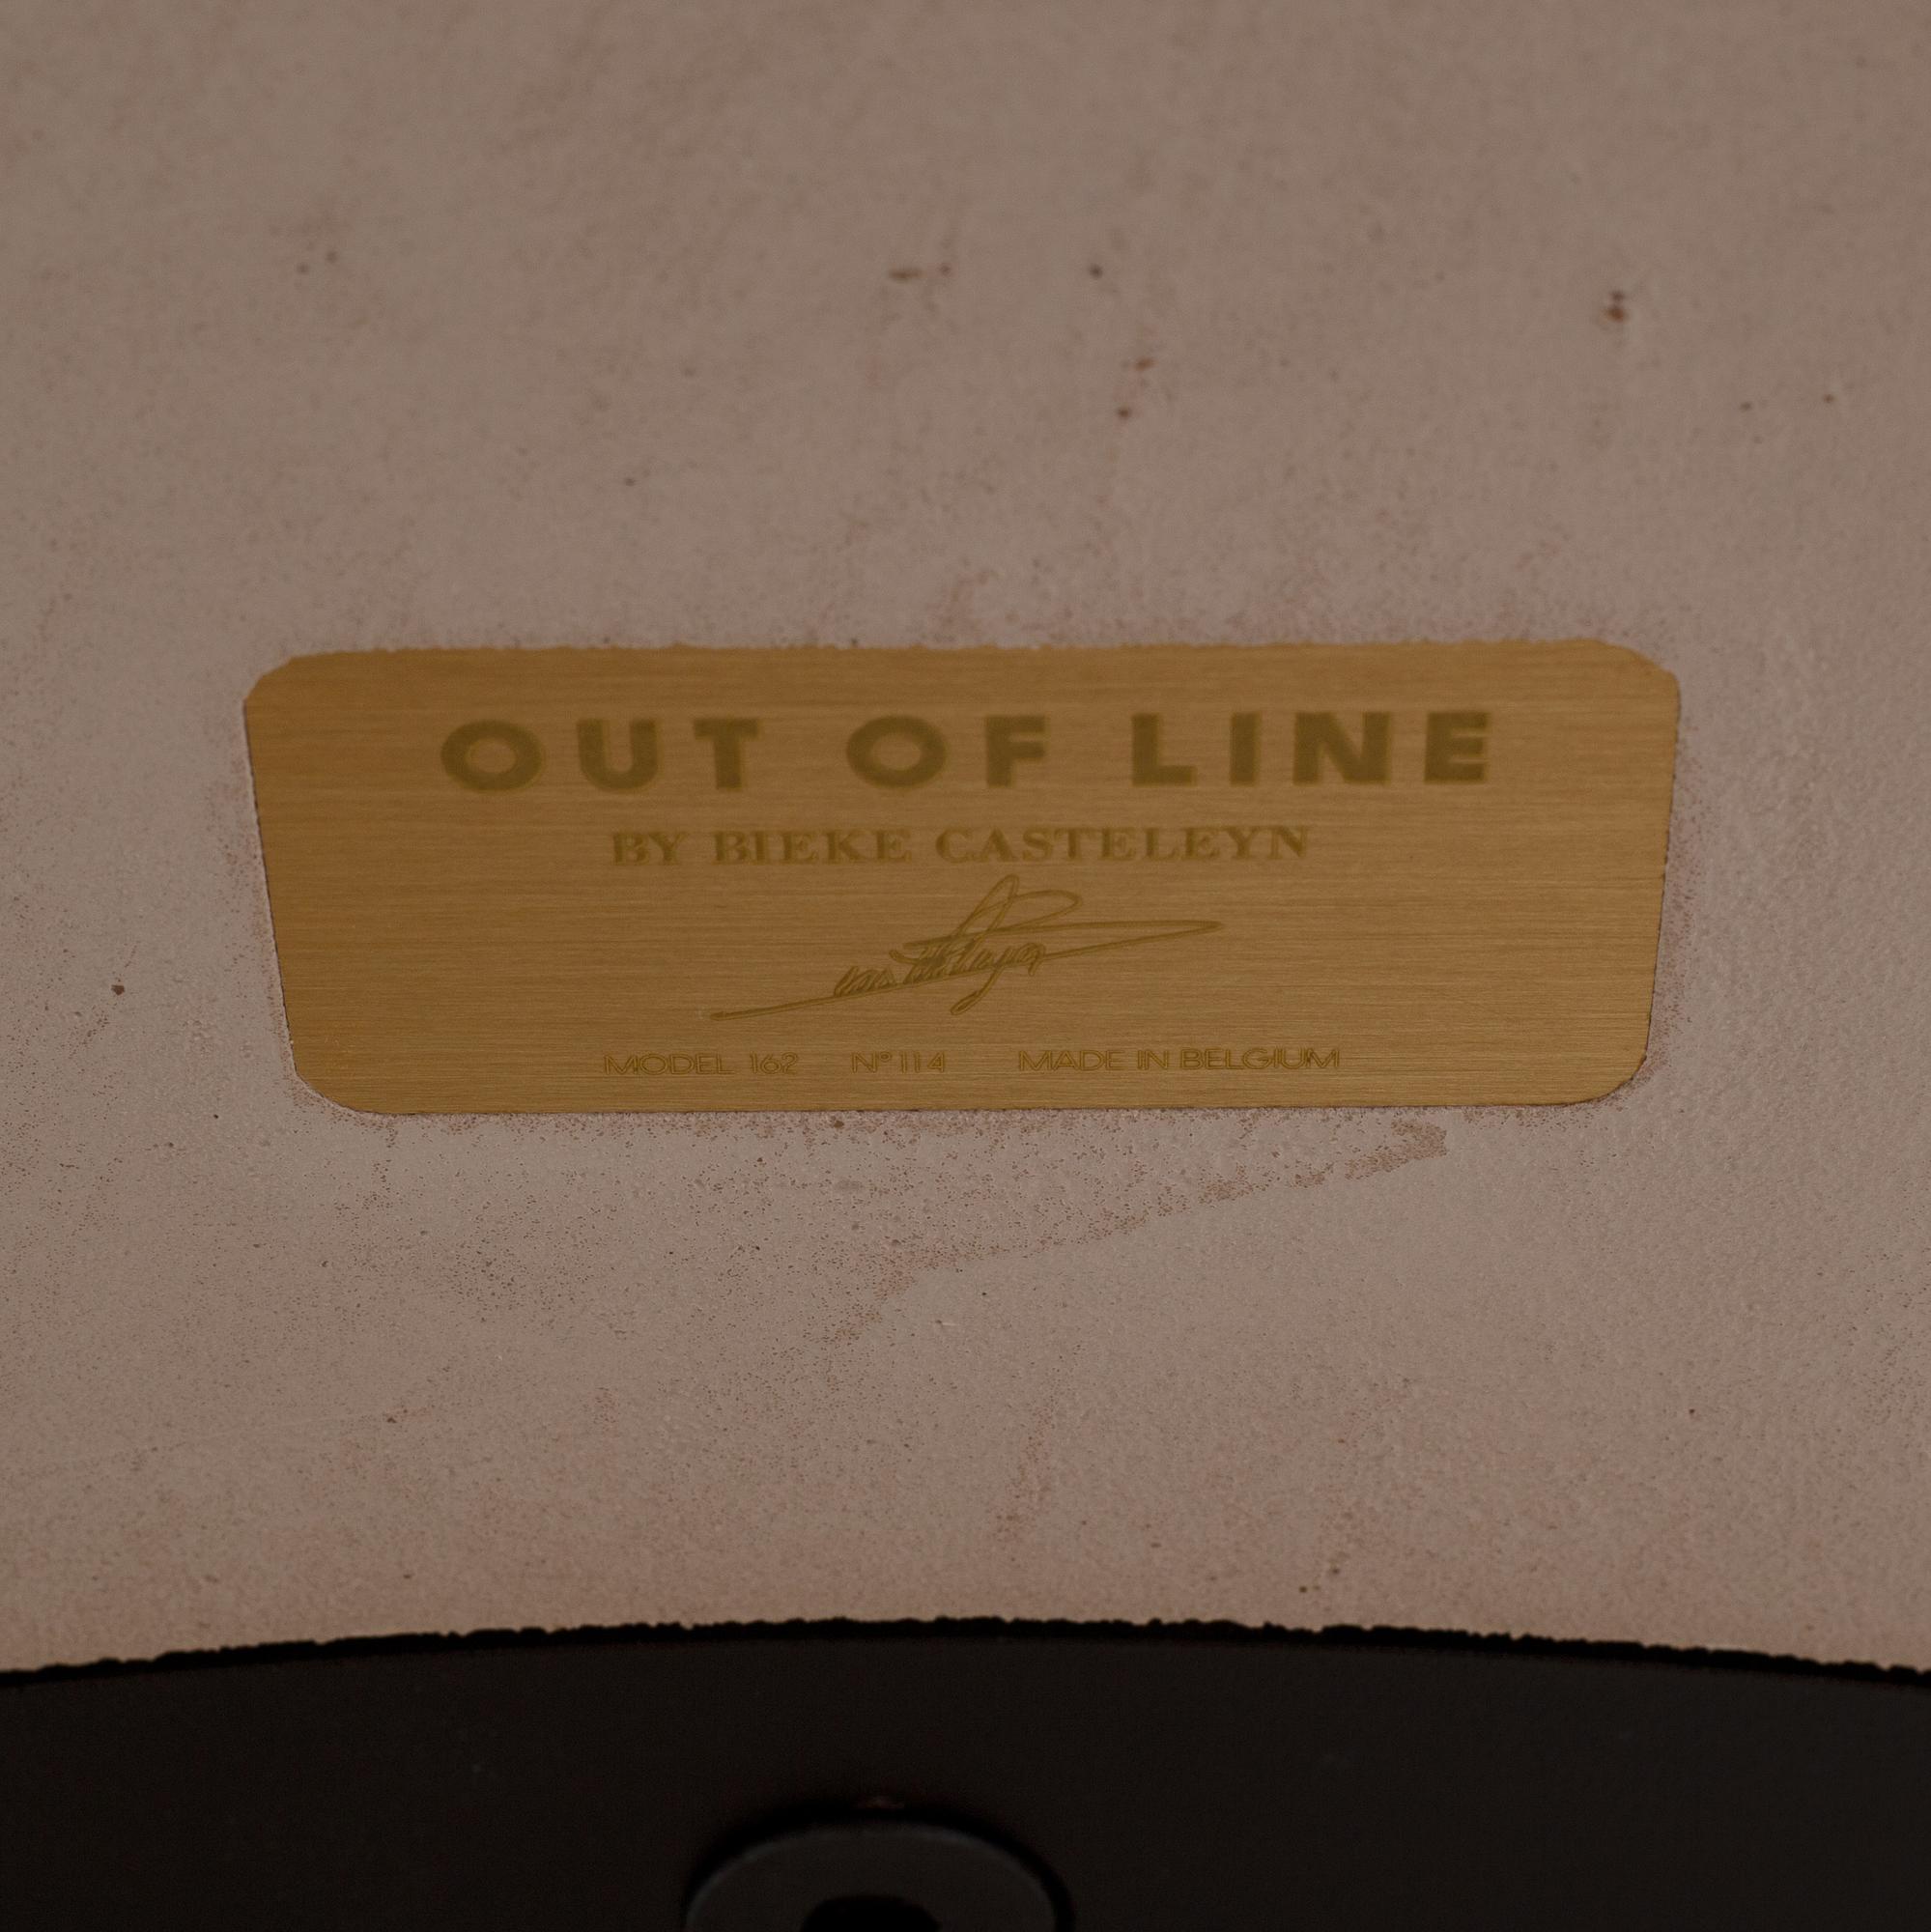 OUT OF LINE
BY BIEKE CASTELEYN
MODEL 162 N°114 MADE IN BELGIUM